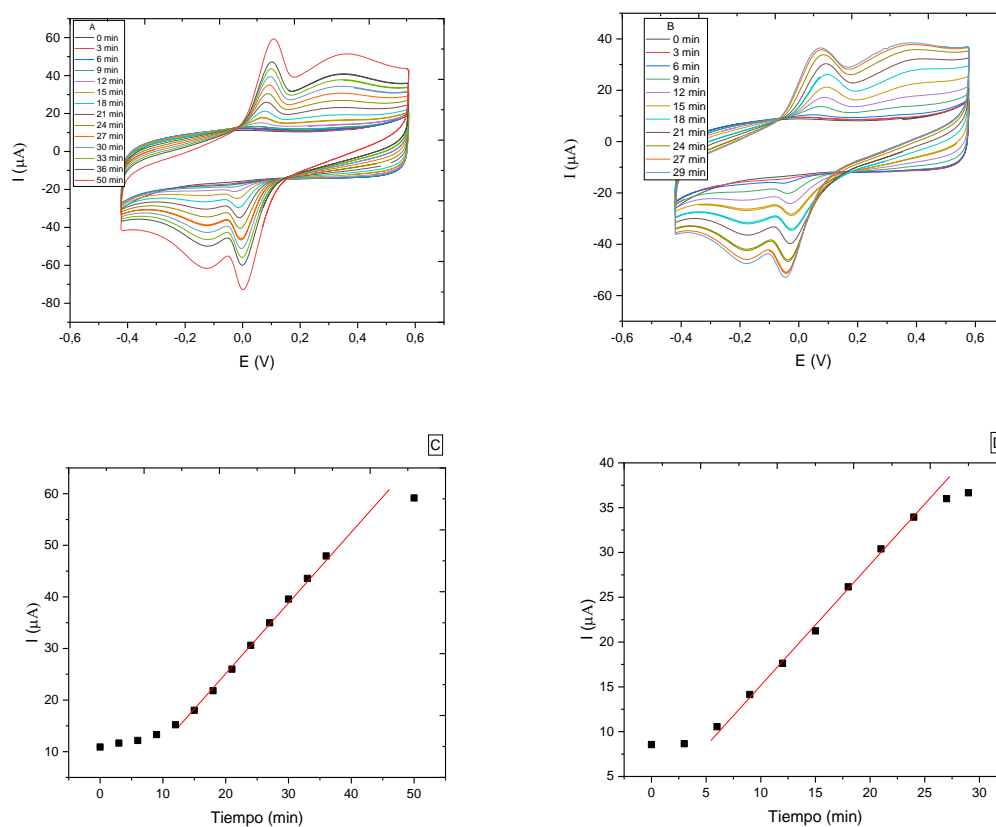 A
0 min
3 min
6 min
9 min
12 min
15 min
18 min
21 min
24 min
27 min
30 min
33 min
36 min
50 min
60
40
20
0
-20
-40
-60
-80
I (µA)
-0,6 -0,4 -0,2 0,0 0,2 0,4 0,6
E (V)
B
0 min
3 min
6 min
9 min
12 min
15 min
18 min
21 min
24 min
27 min
29 min
40
20
0
-20
-40
-60
I (µA)
-0,6 -0,4 -0,2 0,0 0,2 0,4 0,6
E (V)
C
60
50
40
30
20
10
I (µA)
0 10 20 30 40 50
Tiempo (min)
40
35
30
25
20
15
10
5
I (µA)
0 5 10 15 20 25 30
Tiempo (min)